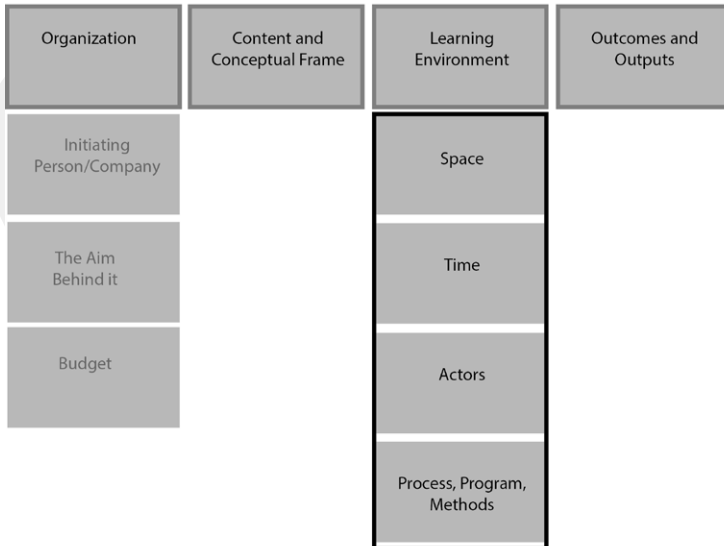 Organization
Content and
Conceptual Frame
Learning
Environment
Outcomes and
Outputs
Initiating
Person/Company
The Aim
Behind it
Budget
Space
Time
Actors
Process, Program,
Methods